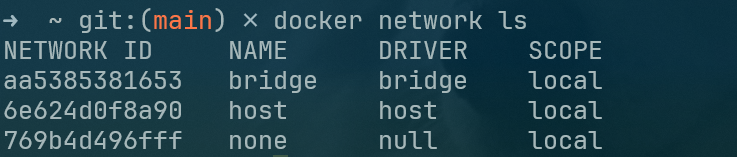 → ~ git:(main) × docker network ls
NETWORK ID NAME DRIVER SCOPE
aa5385381653 bridge bridge local
6e624d0f8a90 host host local
769b4d496fff none null local